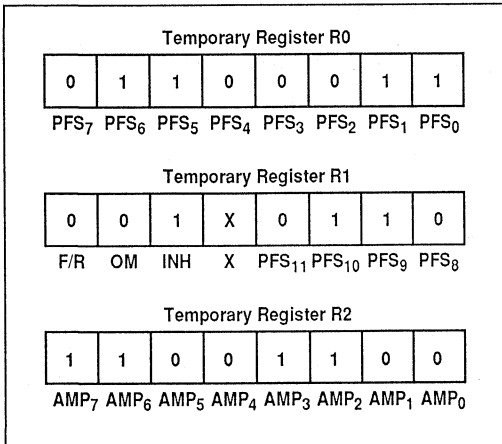 Temporary Register R0
0 1 1 0 0 0 1 1
PFS7 PFS6 PFS5 PFS4 PFS3 PFS2 PFS1 PFS0
Temporary Register R1
0 0 1 X 0 1 1 0
F/R OM INH X PFS11 PFS10 PFS9 PFS8
Temporary Register R2
1 1 0 0 1 1 0 0
AMP7 AMP6 AMP5 AMP4 AMP3 AMP2 AMP1 AMP0